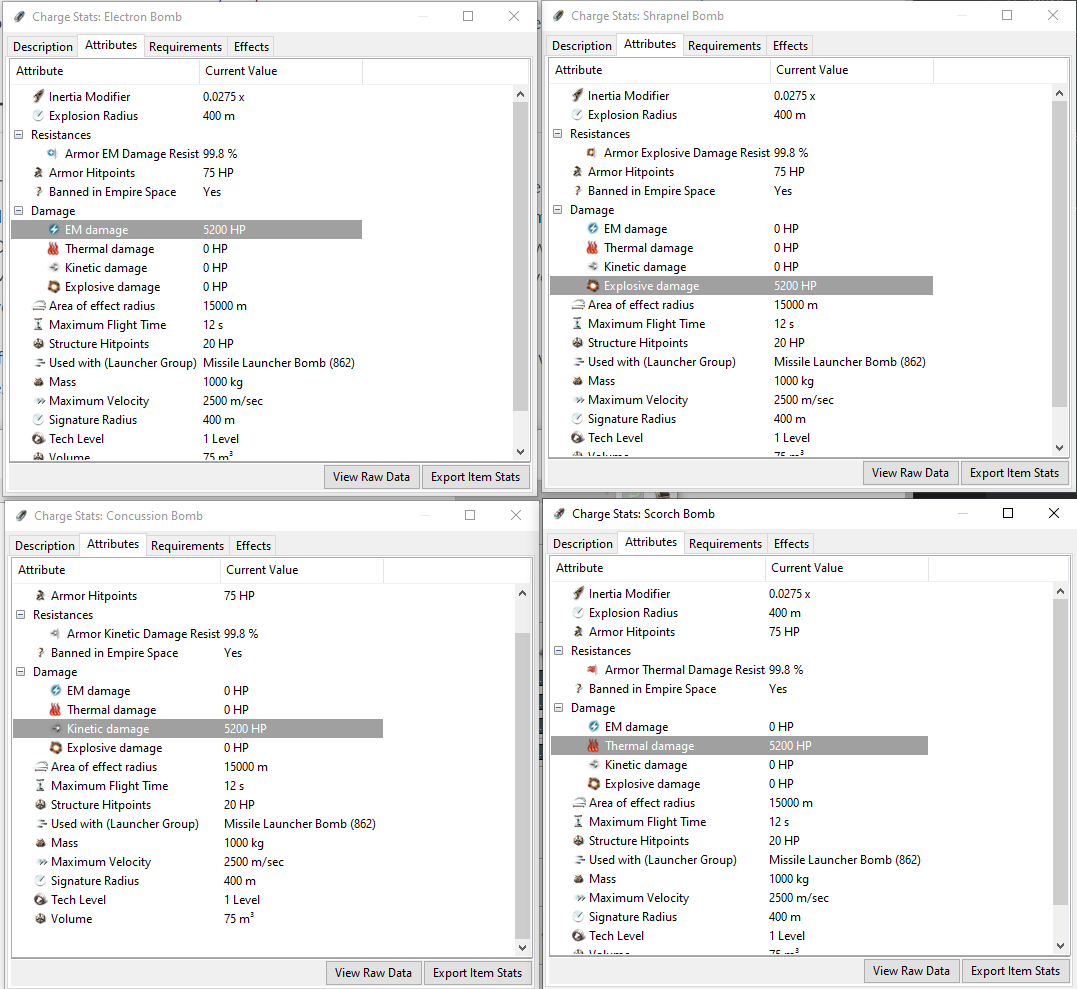 Charge Stats: Electron Bomb
Description Attributes Requirements Effects
Attribute Current Value
Inertia Modifier 0.0275 x
Explosion Radius 400 m
Resistances
Armor EM Damage Resist 99.8 %
Armor Hitpoints 75 HP
? Banned in Empire Space Yes
Damage
EM damage 5200 HP
Thermal damage 0 HP
Kinetic damage 0 HP
Explosive damage 0 HP
Area of effect radius 15000 m
Maximum Flight Time 12 s
Structure Hitpoints 20 HP
Used with (Launcher Group) Missile Launcher Bomb (862)
Mass 1000 kg
Maximum Velocity 2500 m/sec
Signature Radius 400 m
Tech Level 1 Level
Volume 75 m³
View Raw Data Export Item Stats
Charge Stats: Shrapnel Bomb
Description Attributes Requirements Effects
Attribute Current Value
Inertia Modifier 0.0275 x
Explosion Radius 400 m
Resistances
Armor Explosive Damage Resist 99.8 %
Armor Hitpoints 75 HP
? Banned in Empire Space Yes
Damage
EM damage 0 HP
Thermal damage 0 HP
Kinetic damage 0 HP
Explosive damage 5200 HP
Area of effect radius 15000 m
Maximum Flight Time 12 s
Structure Hitpoints 20 HP
Used with (Launcher Group) Missile Launcher Bomb (862)
Mass 1000 kg
Maximum Velocity 2500 m/sec
Signature Radius 400 m
Tech Level 1 Level
View Raw Data Export Item Stats
Charge Stats: Concussion Bomb
Description Attributes Requirements Effects
Attribute Current Value
Armor Hitpoints 75 HP
Resistances
Armor Kinetic Damage Resist 99.8 %
? Banned in Empire Space Yes
Damage
EM damage 0 HP
Thermal damage 0 HP
Kinetic damage 5200 HP
Explosive damage 0 HP
Area of effect radius 15000 m
Maximum Flight Time 12 s
Structure Hitpoints 20 HP
Used with (Launcher Group) Missile Launcher Bomb (862)
Mass 1000 kg
Maximum Velocity 2500 m/sec
Signature Radius 400 m
Tech Level 1 Level
Volume 75 m³
View Raw Data Export Item Stats
Charge Stats: Scorch Bomb
Description Attributes Requirements Effects
Attribute Current Value
Inertia Modifier 0.0275 x
Explosion Radius 400 m
Armor Hitpoints 75 HP
Resistances
Armor Thermal Damage Resist 99.8 %
? Banned in Empire Space Yes
Damage
EM damage 0 HP
Thermal damage 5200 HP
Kinetic damage 0 HP
Explosive damage 0 HP
Area of effect radius 15000 m
Maximum Flight Time 12 s
Structure Hitpoints 20 HP
Used with (Launcher Group) Missile Launcher Bomb (862)
Mass 1000 kg
Maximum Velocity 2500 m/sec
Signature Radius 400 m
Tech Level 1 Level
View Raw Data Export Item Stats